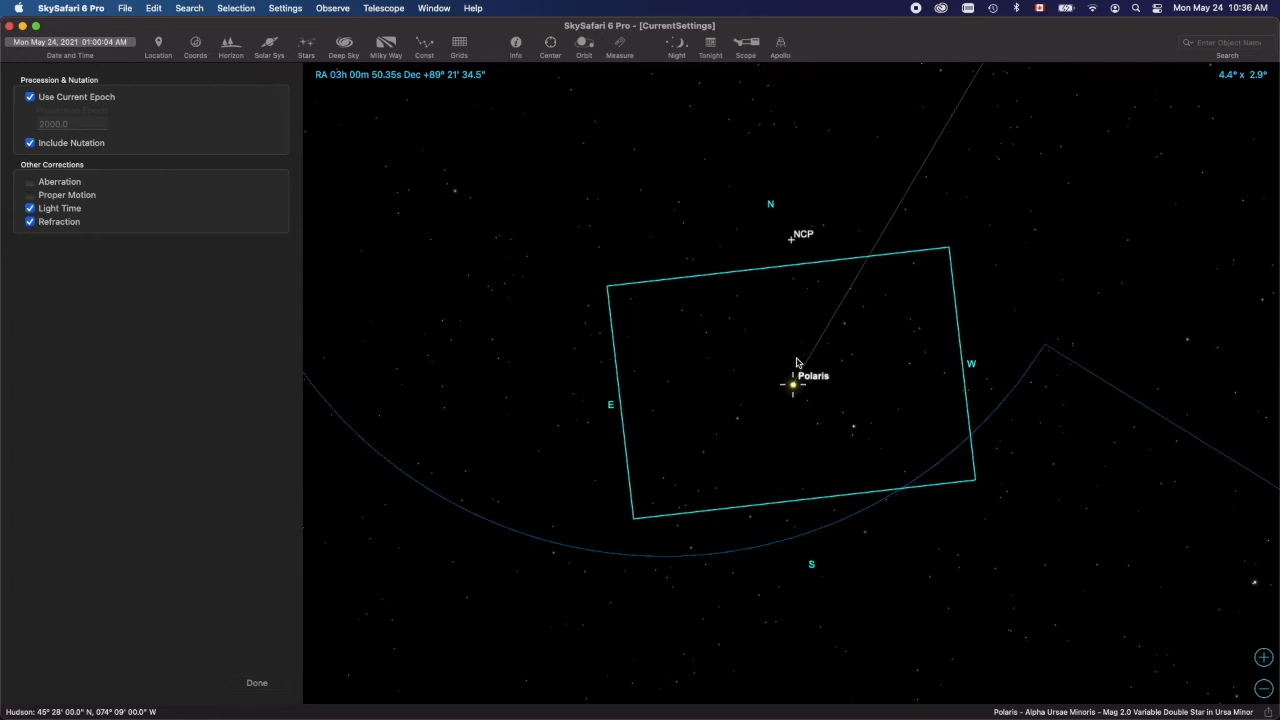 SkySafari 6 Pro File Edit Search Selection Settings Observe Telescope Window Help Mon May 24 10:36 AM
SkySafari 6 Pro - [CurrentSettings]
Mon May 24, 2021 01:00:04 AM Enter Object Name
Date and Time Location Coords Horizon Solar Sys Stars Deep Sky Milky Way Const Grids Info Center Orbit Measure Night Tonight Scope Apollo Search
RA 03h 00m 50.35s Dec +89° 21' 34.5" 4.4° x 2.9°
Precession & Nutation
Use Current Epoch
2000.0
Include Nutation
Other Corrections
Aberration
Proper Motion
Light Time
Refraction
N
NCP
W
Polaris
E
S
Done
Hudson: 45° 28' 00.0" N, 074° 09' 00.0" W Polaris - Alpha Ursae Minoris - Mag 2.0 Variable Double Star in Ursa Minor